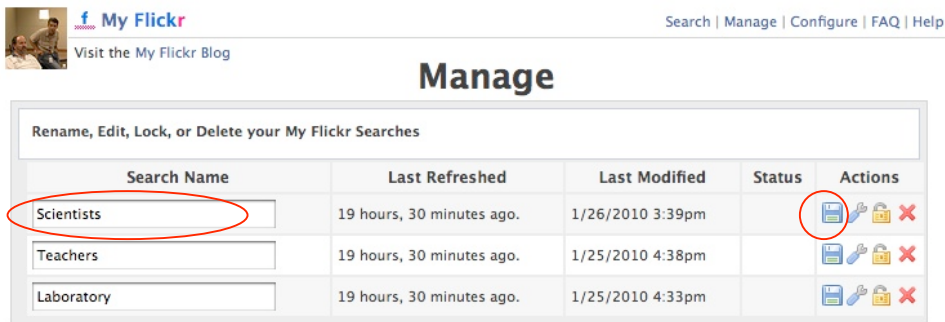 f My Flickr
Search | Manage | Configure | FAQ | Help
Visit the My Flickr Blog
Manage
Rename, Edit, Lock, or Delete your My Flickr Searches
Search Name Last Refreshed Last Modified Status Actions
Scientists 19 hours, 30 minutes ago. 1/26/2010 3:39pm
Teachers 19 hours, 30 minutes ago. 1/25/2010 4:38pm
Laboratory 19 hours, 30 minutes ago. 1/25/2010 4:33pm